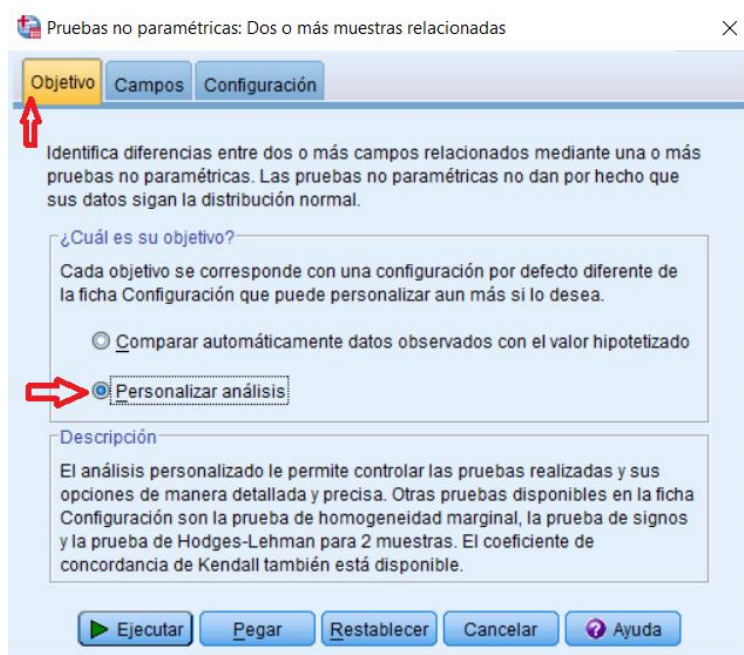 Pruebas no paramétricas: Dos o más muestras relacionadas
Objetivo Campos Configuración
Identifica diferencias entre dos o más campos relacionados mediante una o más
pruebas no paramétricas. Las pruebas no paramétricas no dan por hecho que
sus datos sigan la distribución normal.
¿Cuál es su objetivo?
Cada objetivo se corresponde con una configuración por defecto diferente de
la ficha Configuración que puede personalizar aun más si lo desea.
Comparar automáticamente datos observados con el valor hipotetizado
Personalizar análisis
Descripción
El análisis personalizado le permite controlar las pruebas realizadas y sus
opciones de manera detallada y precisa. Otras pruebas disponibles en la ficha
Configuración son la prueba de homogeneidad marginal, la prueba de signos
y la prueba de Hodges-Lehman para 2 muestras. El coeficiente de
concordancia de Kendall también está disponible.
Ejecutar Pegar Restablecer Cancelar Ayuda